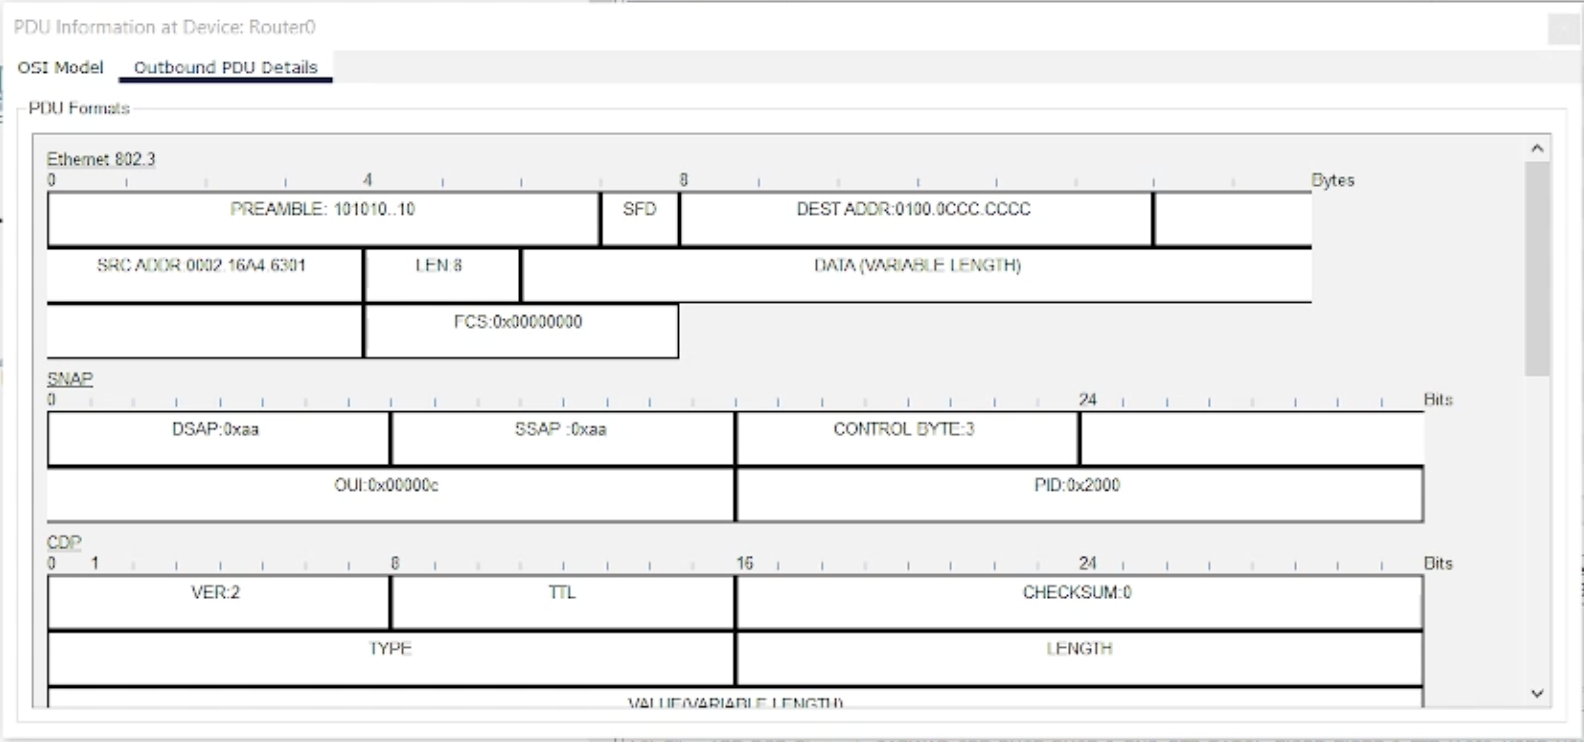 PDU Information at Device: Router0
OSI Model Outbound PDU Details
PDU Formats
Ethernet 802.3
0 4 8 Bytes
PREAMBLE: 101010..10 SFD DEST ADDR:0100.0CCC.CCCC
SRC ADDR:0002.16A4.6301 LEN:8 DATA (VARIABLE LENGTH)
FCS:0x00000000
SNAP
0 24 Bits
DSAP:0xaa SSAP :0xaa CONTROL BYTE:3
OUI:0x00000c PID:0x2000
CDP
0 1 8 16 24 Bits
VER:2 TTL CHECKSUM:0
TYPE LENGTH
VALUE(VARIABLE LENGTH)